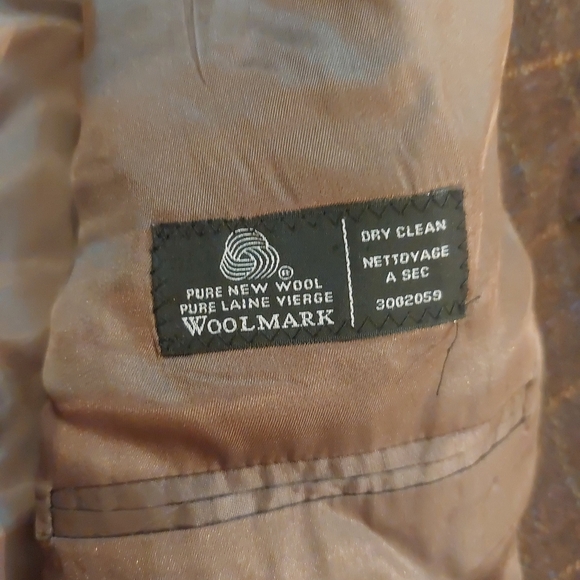 PURE NEW WOOL
PURE LAINE VIERGE
WOOLMARK
DRY CLEAN
NETTOYAGE
A SEC
3002059